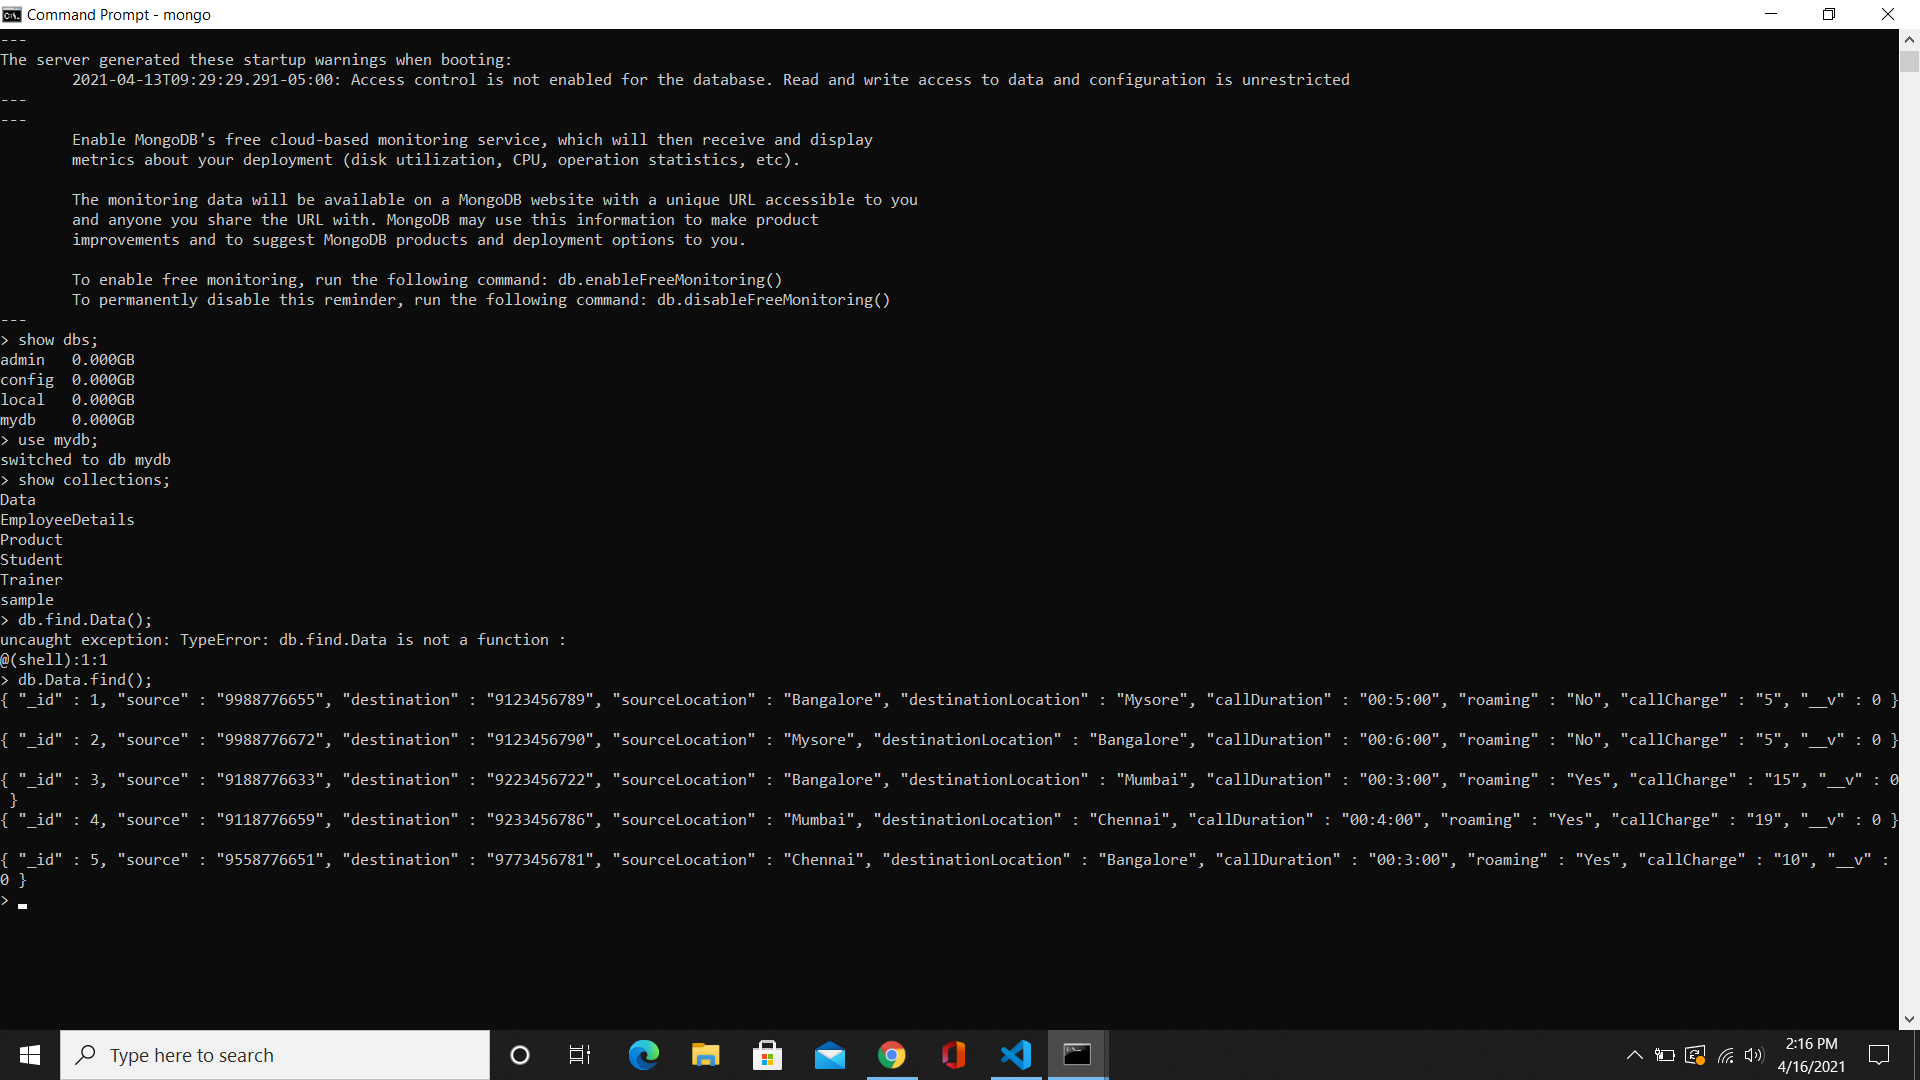 Command Prompt - mongo
---
The server generated these startup warnings when booting:
        2021-04-13T09:29:29.291-05:00: Access control is not enabled for the database. Read and write access to data and configuration is unrestricted
---
---
        Enable MongoDB's free cloud-based monitoring service, which will then receive and display
        metrics about your deployment (disk utilization, CPU, operation statistics, etc).

        The monitoring data will be available on a MongoDB website with a unique URL accessible to you
        and anyone you share the URL with. MongoDB may use this information to make product
        improvements and to suggest MongoDB products and deployment options to you.

        To enable free monitoring, run the following command: db.enableFreeMonitoring()
        To permanently disable this reminder, run the following command: db.disableFreeMonitoring()
---
> show dbs;
admin   0.000GB
config  0.000GB
local   0.000GB
mydb    0.000GB
> use mydb;
switched to db mydb
> show collections;
Data
EmployeeDetails
Product
Student
Trainer
sample
> db.find.Data();
uncaught exception: TypeError: db.find.Data is not a function :
@(shell):1:1
> db.Data.find();
{ "_id" : 1, "source" : "9988776655", "destination" : "9123456789", "sourceLocation" : "Bangalore", "destinationLocation" : "Mysore", "callDuration" : "00:5:00", "roaming" : "No", "callCharge" : "5", "__v" : 0 }

{ "_id" : 2, "source" : "9988776672", "destination" : "9123456790", "sourceLocation" : "Mysore", "destinationLocation" : "Bangalore", "callDuration" : "00:6:00", "roaming" : "No", "callCharge" : "5", "__v" : 0 }

{ "_id" : 3, "source" : "9188776633", "destination" : "9223456722", "sourceLocation" : "Bangalore", "destinationLocation" : "Mumbai", "callDuration" : "00:3:00", "roaming" : "Yes", "callCharge" : "15", "__v" : 0
 }
{ "_id" : 4, "source" : "9118776659", "destination" : "9233456786", "sourceLocation" : "Mumbai", "destinationLocation" : "Chennai", "callDuration" : "00:4:00", "roaming" : "Yes", "callCharge" : "19", "__v" : 0 }

{ "_id" : 5, "source" : "9558776651", "destination" : "9773456781", "sourceLocation" : "Chennai", "destinationLocation" : "Bangalore", "callDuration" : "00:3:00", "roaming" : "Yes", "callCharge" : "10", "__v" :
0 }
>
Type here to search
2:16 PM
4/16/2021